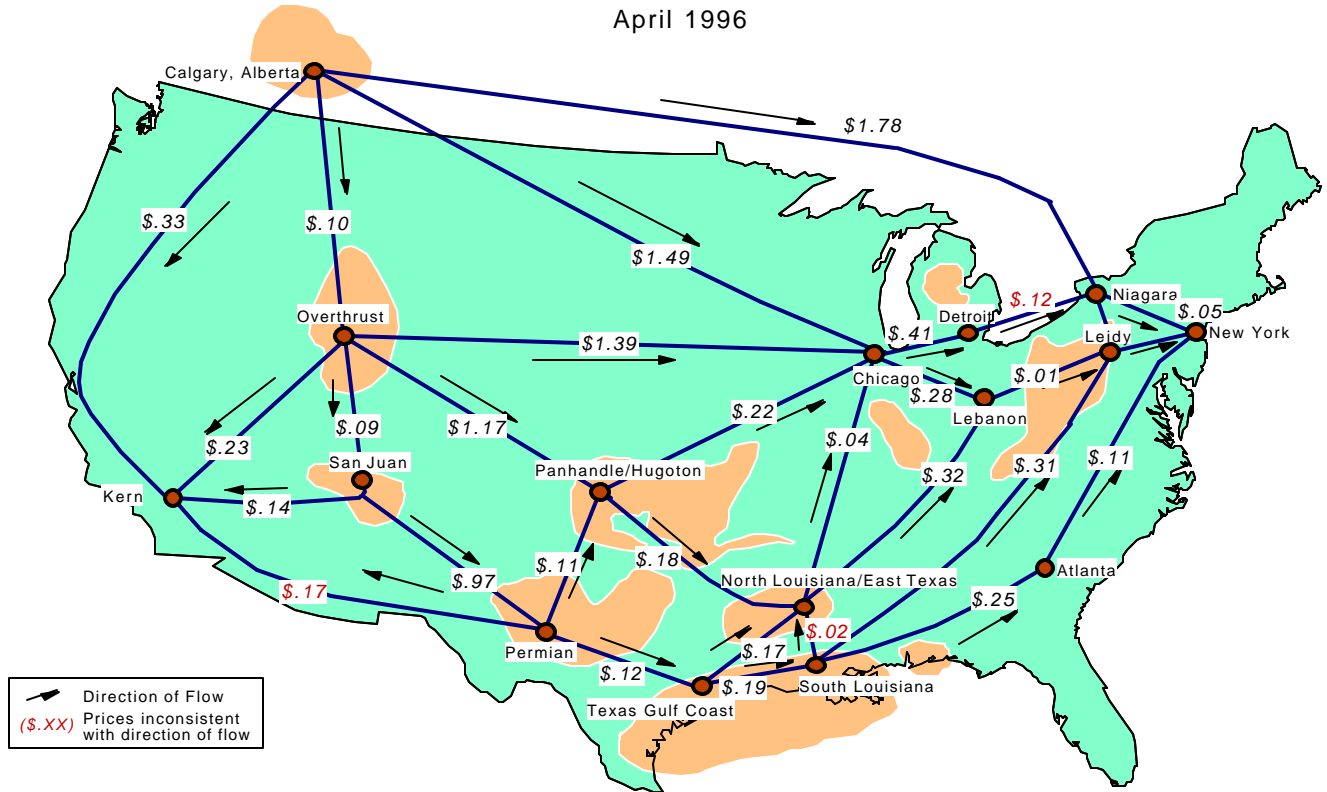 April 1996
Calgary, Alberta
$1.78
$.33
$.10
$1.49
Overthrust
$.12
Niagara
Detroit
$.05
New York
$.41
Leidy
$1.39
Chicago
$.01
$.28
Lebanon
$.22
$1.17
$.09
$.23
San Juan
Panhandle/Hugoton
$.04
$.11
$.31
$.32
Kern
$.14
$.18
$.11
$.97
North Louisiana/East Texas
Atlanta
$.17
$.25
$.02
Permian
$.17
$.12
$.19
South Louisiana
Texas Gulf Coast
Direction of Flow
($.XX) Prices inconsistent
with direction of flow